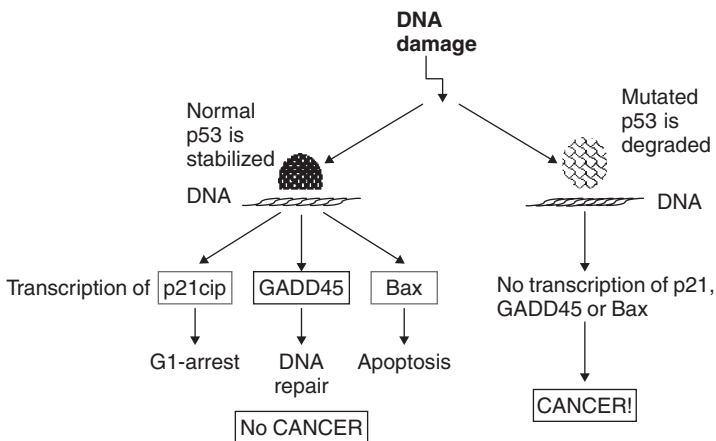 DNA
damage
Normal
p53 is
stabilized
Mutated
p53 is
degraded
DNA
DNA
Transcription of p21cip GADD45 Bax
No transcription of p21,
GADD45 or Bax
G1-arrest
DNA
repair
Apoptosis
No CANCER
CANCER!